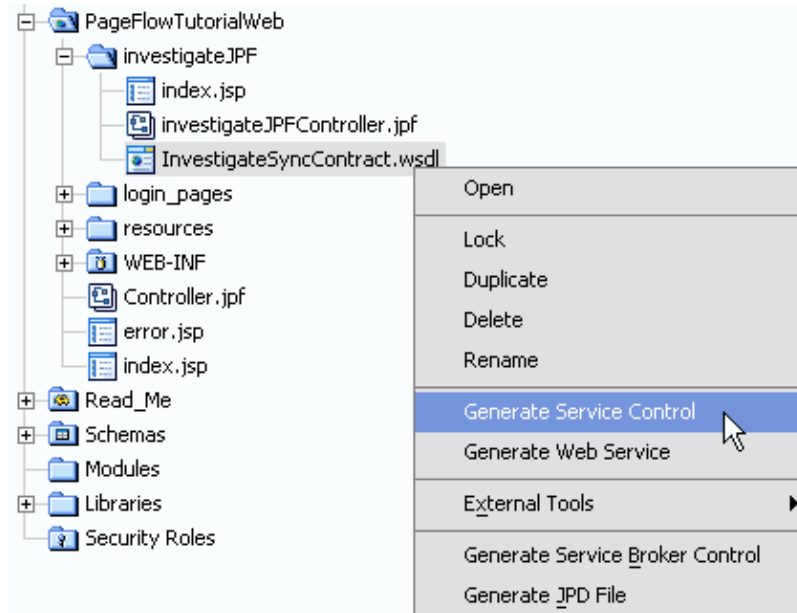 PageFlowTutorialWeb
investigateJPF
index.jsp
investigateJPFController.jpf
InvestigateSyncContract.wsdl
login_pages
resources
WEB-INF
Controller.jpf
error.jsp
index.jsp
Read_Me
Schemas
Modules
Libraries
Security Roles
Open
Lock
Duplicate
Delete
Rename
Generate Service Control
Generate Web Service
External Tools
Generate Service Broker Control
Generate JPD File